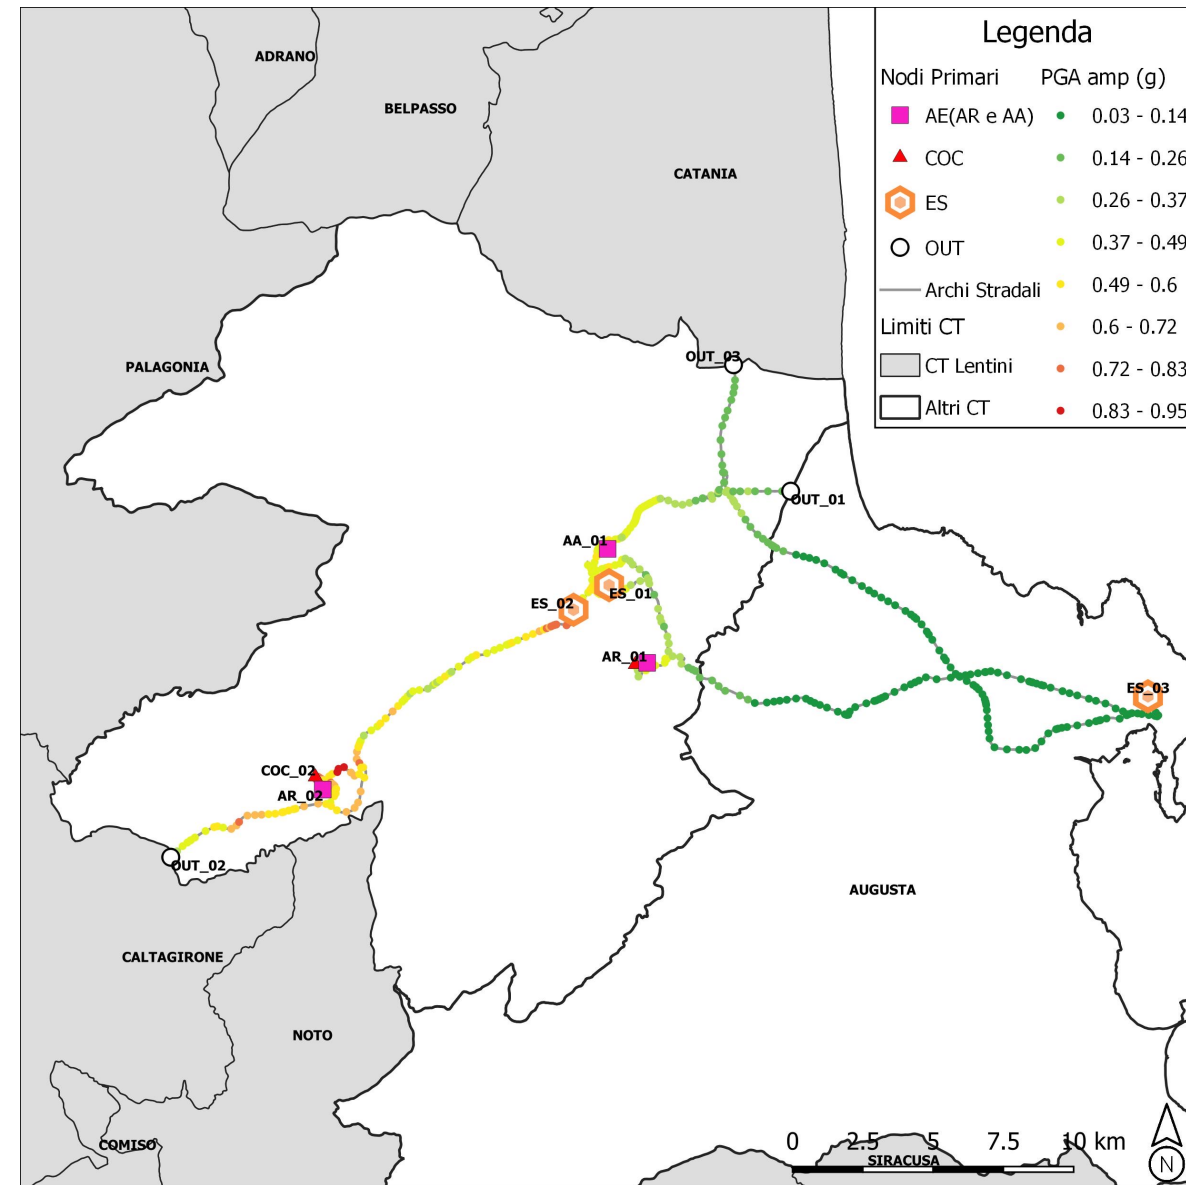 Legenda
Nodi Primari
PGA amp (g)
AE(AR e AA)
0.03 - 0.14
COC
0.14 - 0.26
ES
0.26 - 0.37
OUT
0.37 - 0.49
Archi Stradali
0.49 - 0.6
Limiti CT
0.6 - 0.72
CT Lentini
0.72 - 0.83
Altri CT
0.83 - 0.95
ADRANO
BELPASSO
CATANIA
PALAGONIA
OUT_03
OUT_01
AA_01
ES_01
ES_02
AR_01
ES_03
COC_02
AR_02
OUT_02
AUGUSTA
CALTAGIRONE
NOTO
COMISO
SIRACUSA
0 2.5 5 7.5 10 km
N